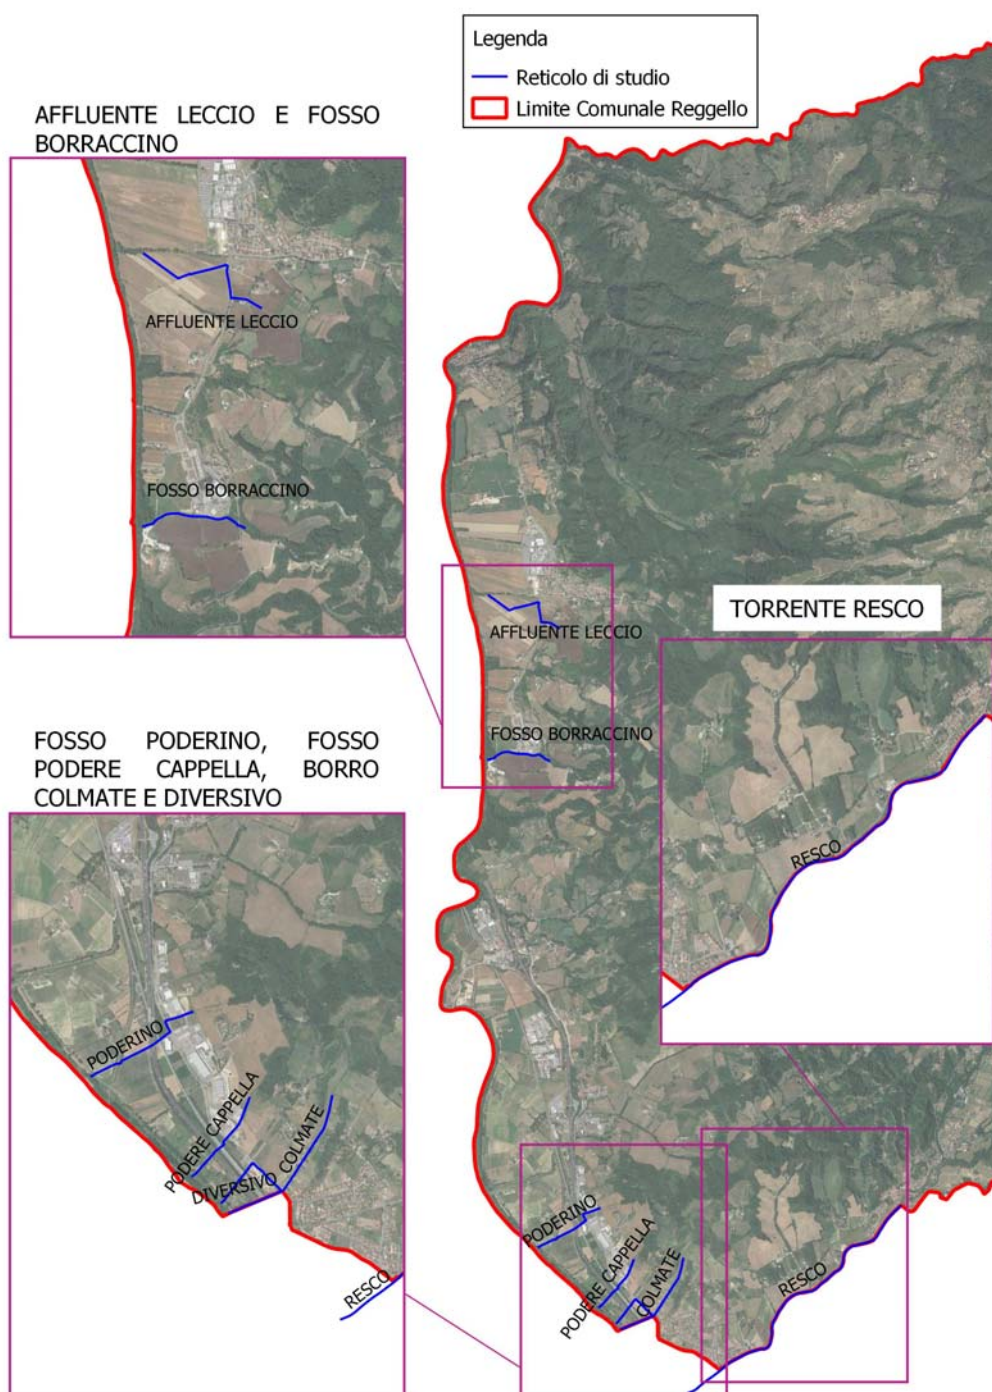 Legenda
Reticolo di studio
Limite Comunale Reggello
AFFLUENTE LECCIO E FOSSO
BORRACCINO
AFFLUENTE LECCIO
FOSSO BORRACCINO
AFFLUENTE LECCIO
FOSSO BORRACCINO
TORRENTE RESCO
RESCO
FOSSO PODERINO, FOSSO
PODERE CAPPELLA, BORRO
COLMATE E DIVERSIVO
PODERINO
PODERE CAPPELLA
DIVERSIVO
COLMATE
RESCO
PODERINO
PODERE CAPPELLA
COLMATE
RESCO